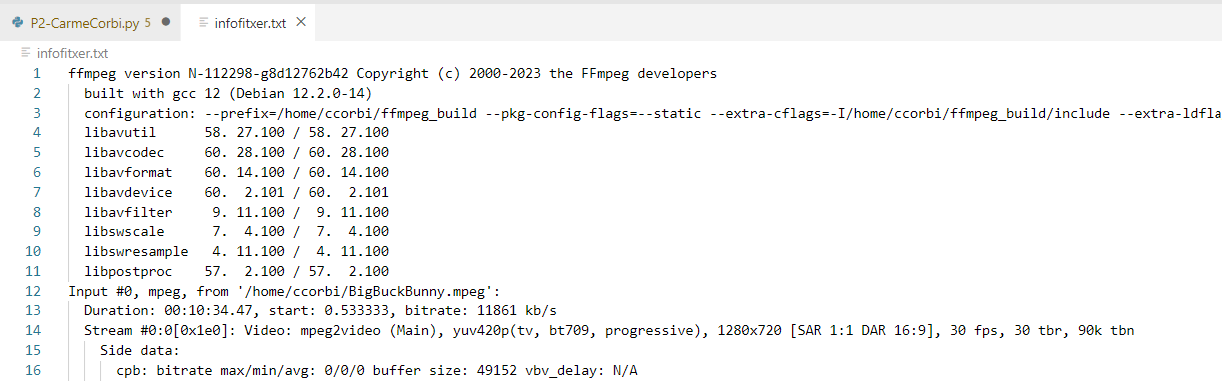 P2-CarmeCorbi.py 5
infofitxer.txt
infofitxer.txt
1 ffmpeg version N-112298-g8d12762b42 Copyright (c) 2000-2023 the FFmpeg developers
2 built with gcc 12 (Debian 12.2.0-14)
3 configuration: --prefix=/home/ccorbi/ffmpeg_build --pkg-config-flags=--static --extra-cflags=-I/home/ccorbi/ffmpeg_build/include --extra-ldfla
4 libavutil 58. 27.100 / 58. 27.100
5 libavcodec 60. 28.100 / 60. 28.100
6 libavformat 60. 14.100 / 60. 14.100
7 libavdevice 60. 2.101 / 60. 2.101
8 libavfilter 9. 11.100 / 9. 11.100
9 libswscale 7. 4.100 / 7. 4.100
10 libswresample 4. 11.100 / 4. 11.100
11 libpostproc 57. 2.100 / 57. 2.100
12 Input #0, mpeg, from '/home/ccorbi/BigBuckBunny.mpeg':
13 Duration: 00:10:34.47, start: 0.533333, bitrate: 11861 kb/s
14 Stream #0:0[0x1e0]: Video: mpeg2video (Main), yuv420p(tv, bt709, progressive), 1280x720 [SAR 1:1 DAR 16:9], 30 fps, 30 tbr, 90k tbn
15 Side data:
16 cpb: bitrate max/min/avg: 0/0/0 buffer size: 49152 vbv_delay: N/A